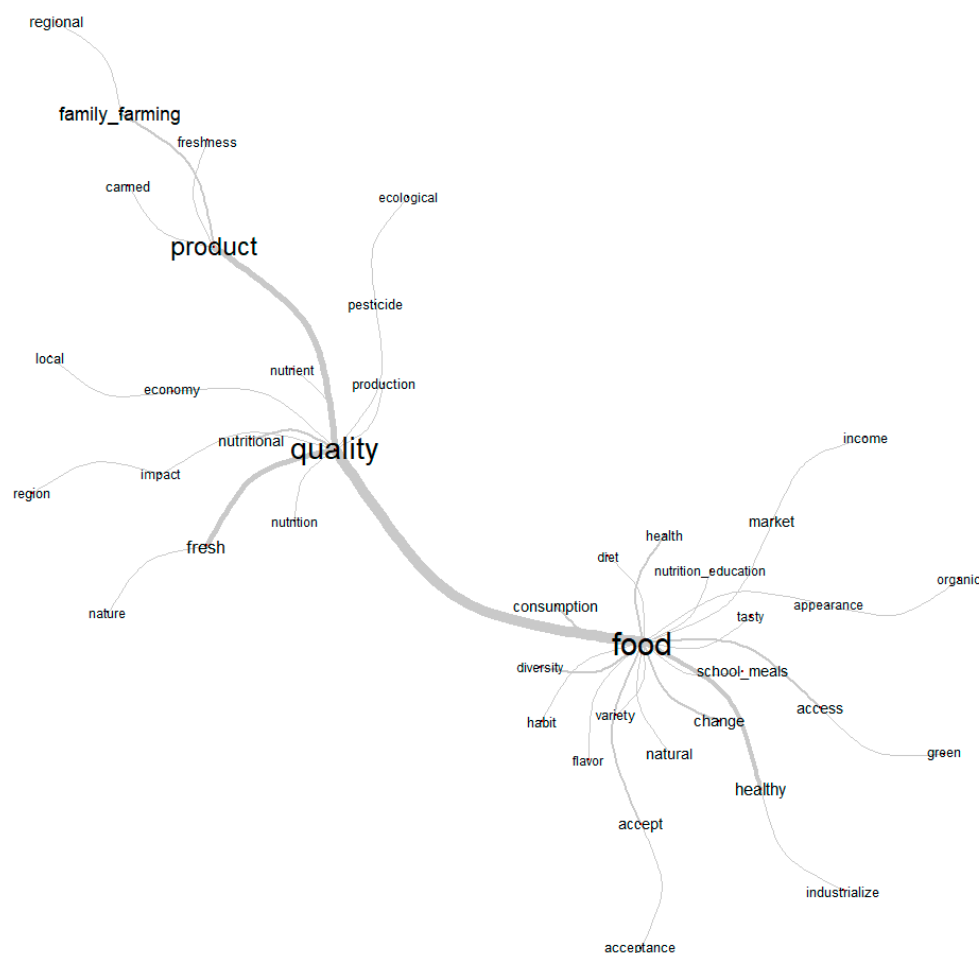 regional
family_farming
freshness
canned
ecological
product
pesticide
local
nutrient
production
economy
income
nutritional
quality
impact
region
nutrition
market
health
fresh
diet
nutrition_education
organic
nature
consumption
appearance
tasty
food
diversity
school_meals
access
habit
variety
change
green
natural
flavor
healthy
accept
industrialize
acceptance